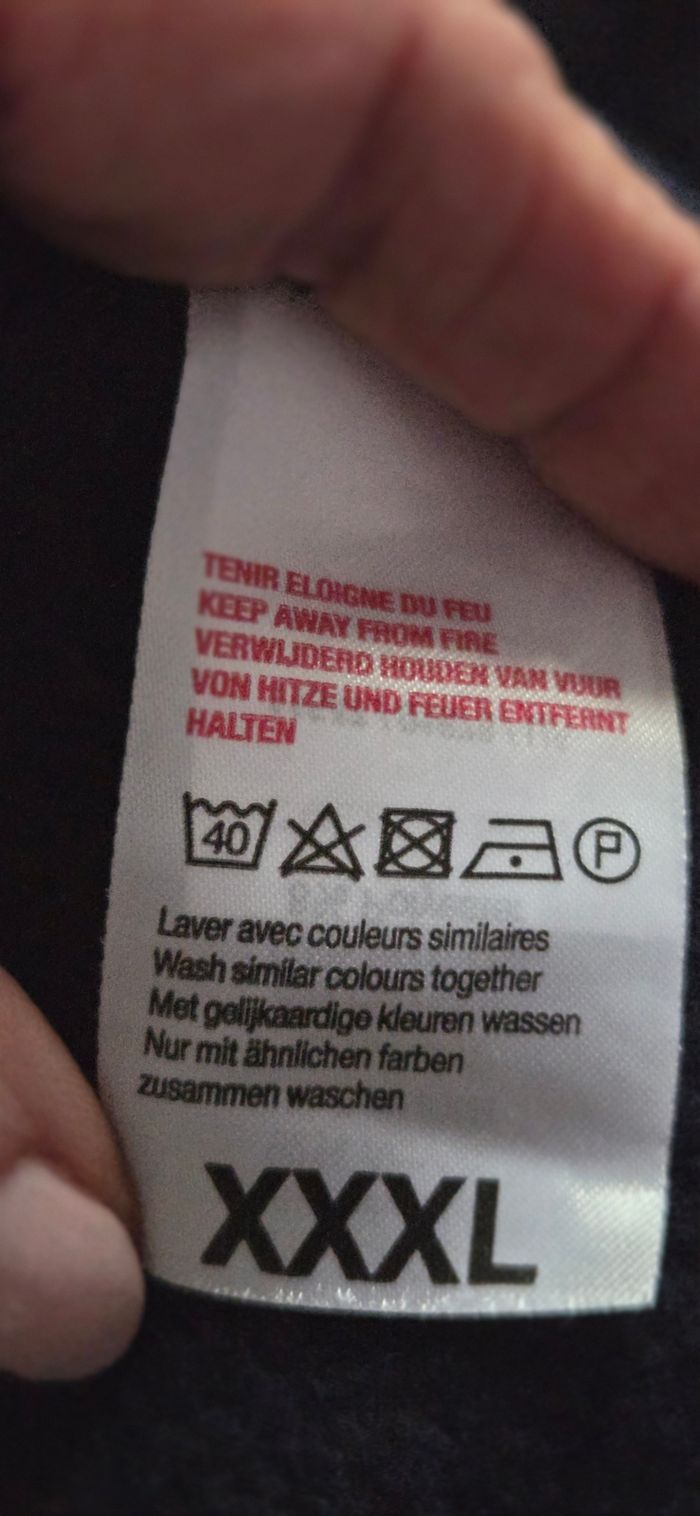 TENIR ELOIGNE DU FEU
KEEP AWAY FROM FIRE
VERWIJDERD HOUDEN VAN VUUR
VON HITZE UND FEUER ENTFERNT
HALTEN
40 P
Laver avec couleurs similaires
Wash similar colours together
Met gelijkaardige kleuren wassen
Nur mit ähnlichen farben
zusammen waschen
XXXL